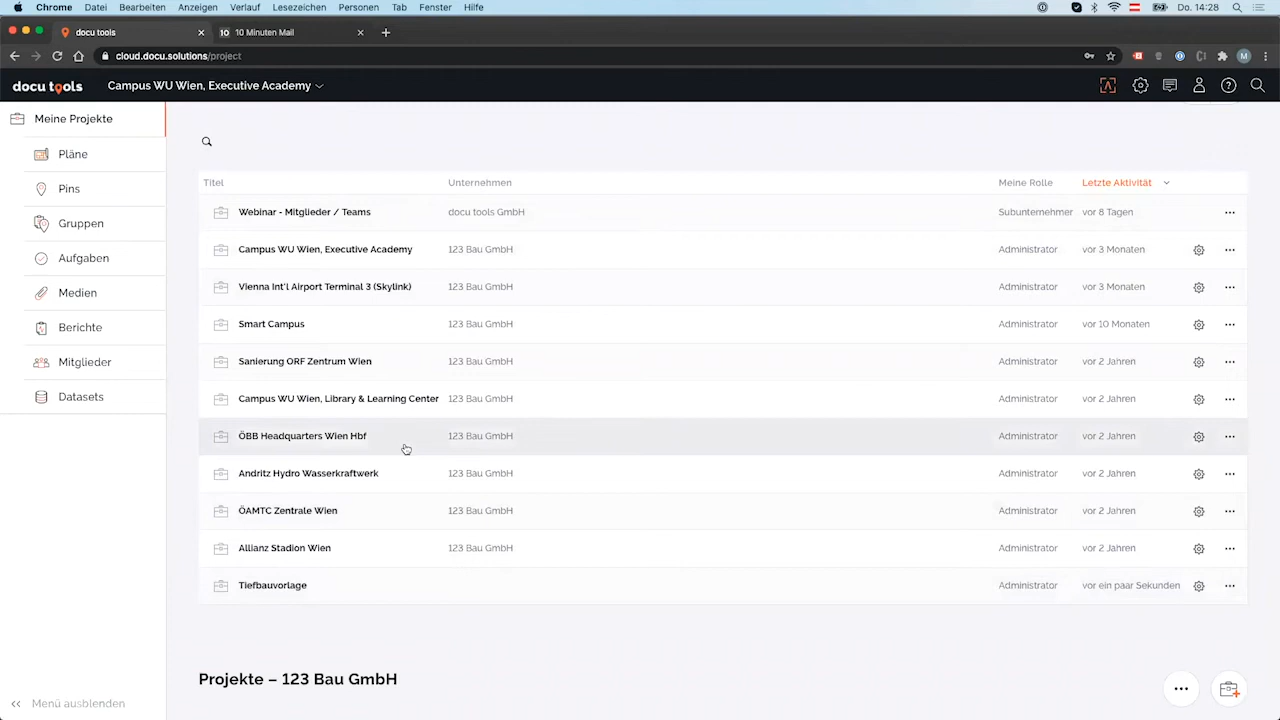 Chrome Datei Bearbeiten Anzeigen Verlauf Lesezeichen Personen Tab Fenster Hilfe Do. 14:28
docu tools 10 Minuten Mail
cloud.docu.solutions/project M
docu tools Campus WU Wien, Executive Academy
Meine Projekte
Pläne
Pins
Gruppen
Aufgaben
Medien
Berichte
Mitglieder
Datasets
Menü ausblenden
Titel Unternehmen Meine Rolle Letzte Aktivität
Webinar - Mitglieder / Teams docu tools GmbH Subunternehmer vor 8 Tagen
Campus WU Wien, Executive Academy 123 Bau GmbH Administrator vor 3 Monaten
Vienna Int'l Airport Terminal 3 (Skylink) 123 Bau GmbH Administrator vor 3 Monaten
Smart Campus 123 Bau GmbH Administrator vor 10 Monaten
Sanierung ORF Zentrum Wien 123 Bau GmbH Administrator vor 2 Jahren
Campus WU Wien, Library & Learning Center 123 Bau GmbH Administrator vor 2 Jahren
ÖBB Headquarters Wien Hbf 123 Bau GmbH Administrator vor 2 Jahren
Andritz Hydro Wasserkraftwerk 123 Bau GmbH Administrator vor 2 Jahren
ÖAMTC Zentrale Wien 123 Bau GmbH Administrator vor 2 Jahren
Allianz Stadion Wien 123 Bau GmbH Administrator vor 2 Jahren
Tiefbauvorlage Administrator vor ein paar Sekunden
Projekte – 123 Bau GmbH